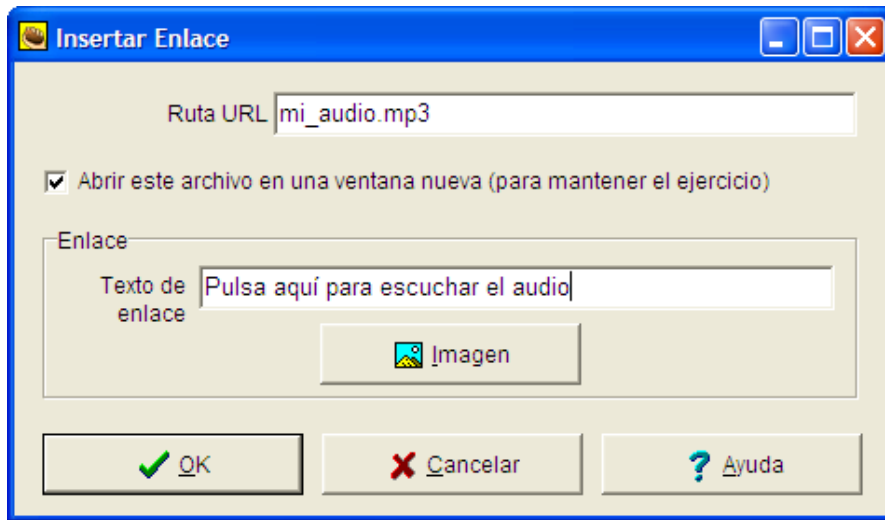 Insertar Enlace
Ruta URL mi_audio.mp3
Abrir este archivo en una ventana nueva (para mantener el ejercicio)
Enlace
Texto de enlace Pulsa aquí para escuchar el audio
Imagen
OK Cancelar Ayuda